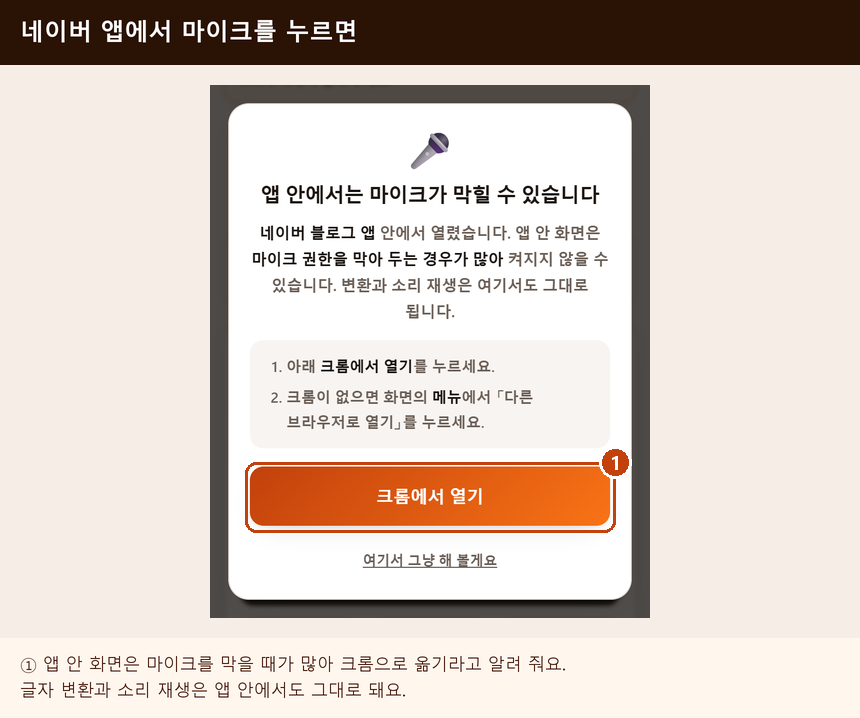 네이버 앱에서 마이크를 누르면
앱 안에서는 마이크가 막힐 수 있습니다
네이버 블로그 앱 안에서 열렸습니다. 앱 안 화면은
마이크 권한을 막아 두는 경우가 많아 켜지지 않을 수
있습니다. 변환과 소리 재생은 여기서도 그대로
됩니다.
1. 아래 크롬에서 열기를 누르세요.
2. 크롬이 없으면 화면의 메뉴에서 「다른
브라우저로 열기」를 누르세요.
1
크롬에서 열기
여기서 그냥 해 볼게요
① 앱 안 화면은 마이크를 막을 때가 많아 크롬으로 옮기라고 알려 줘요.
글자 변환과 소리 재생은 앱 안에서도 그대로 돼요.